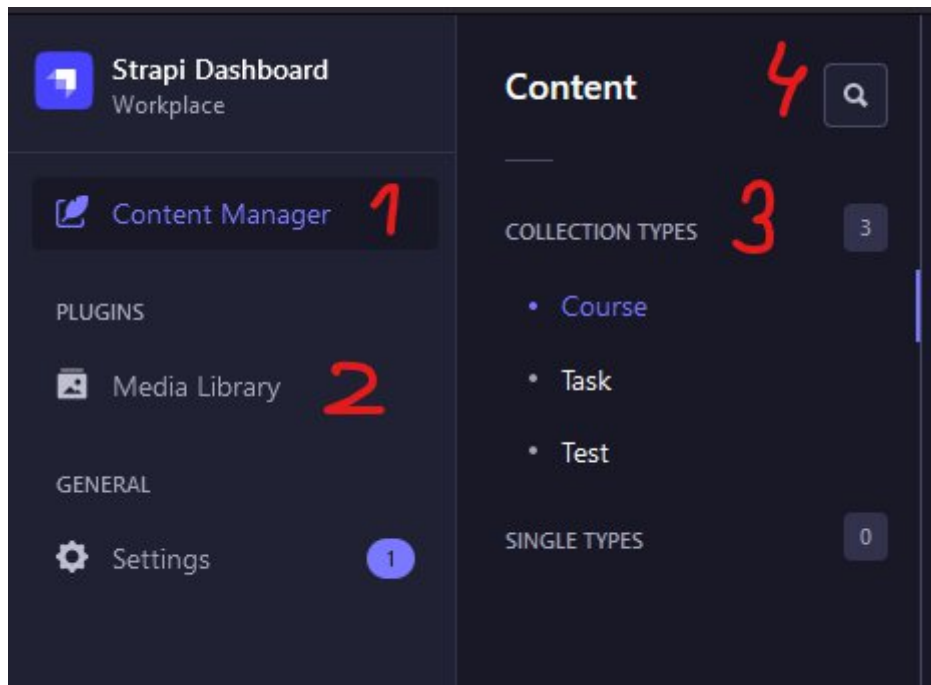 Strapi Dashboard
Workplace
Content Manager 1
PLUGINS
Media Library 2
GENERAL
Settings 1
Content 4
COLLECTION TYPES 3 3
Course
Task
Test
SINGLE TYPES 0